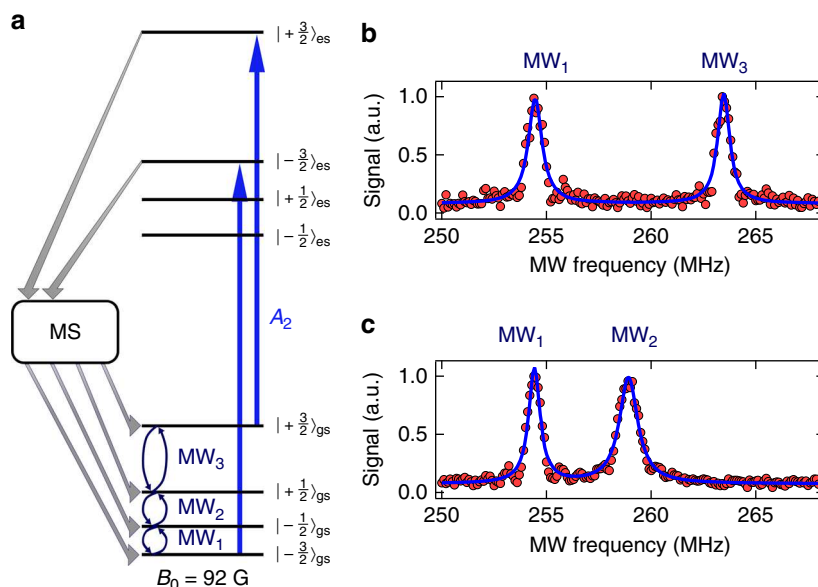 a
|+3/2⟩es
|−3/2⟩es
|+1/2⟩es
|−1/2⟩es
MS
A2
|+3/2⟩gs
MW3
|+1/2⟩gs
MW2
|−1/2⟩gs
MW1
|−3/2⟩gs
B0 = 92 G
b
MW1 MW3
Signal (a.u.)
1.0
0.5
0.0
250 255 260 265
MW frequency (MHz)
c
MW1 MW2
Signal (a.u.)
1.0
0.5
0.0
250 255 260 265
MW frequency (MHz)